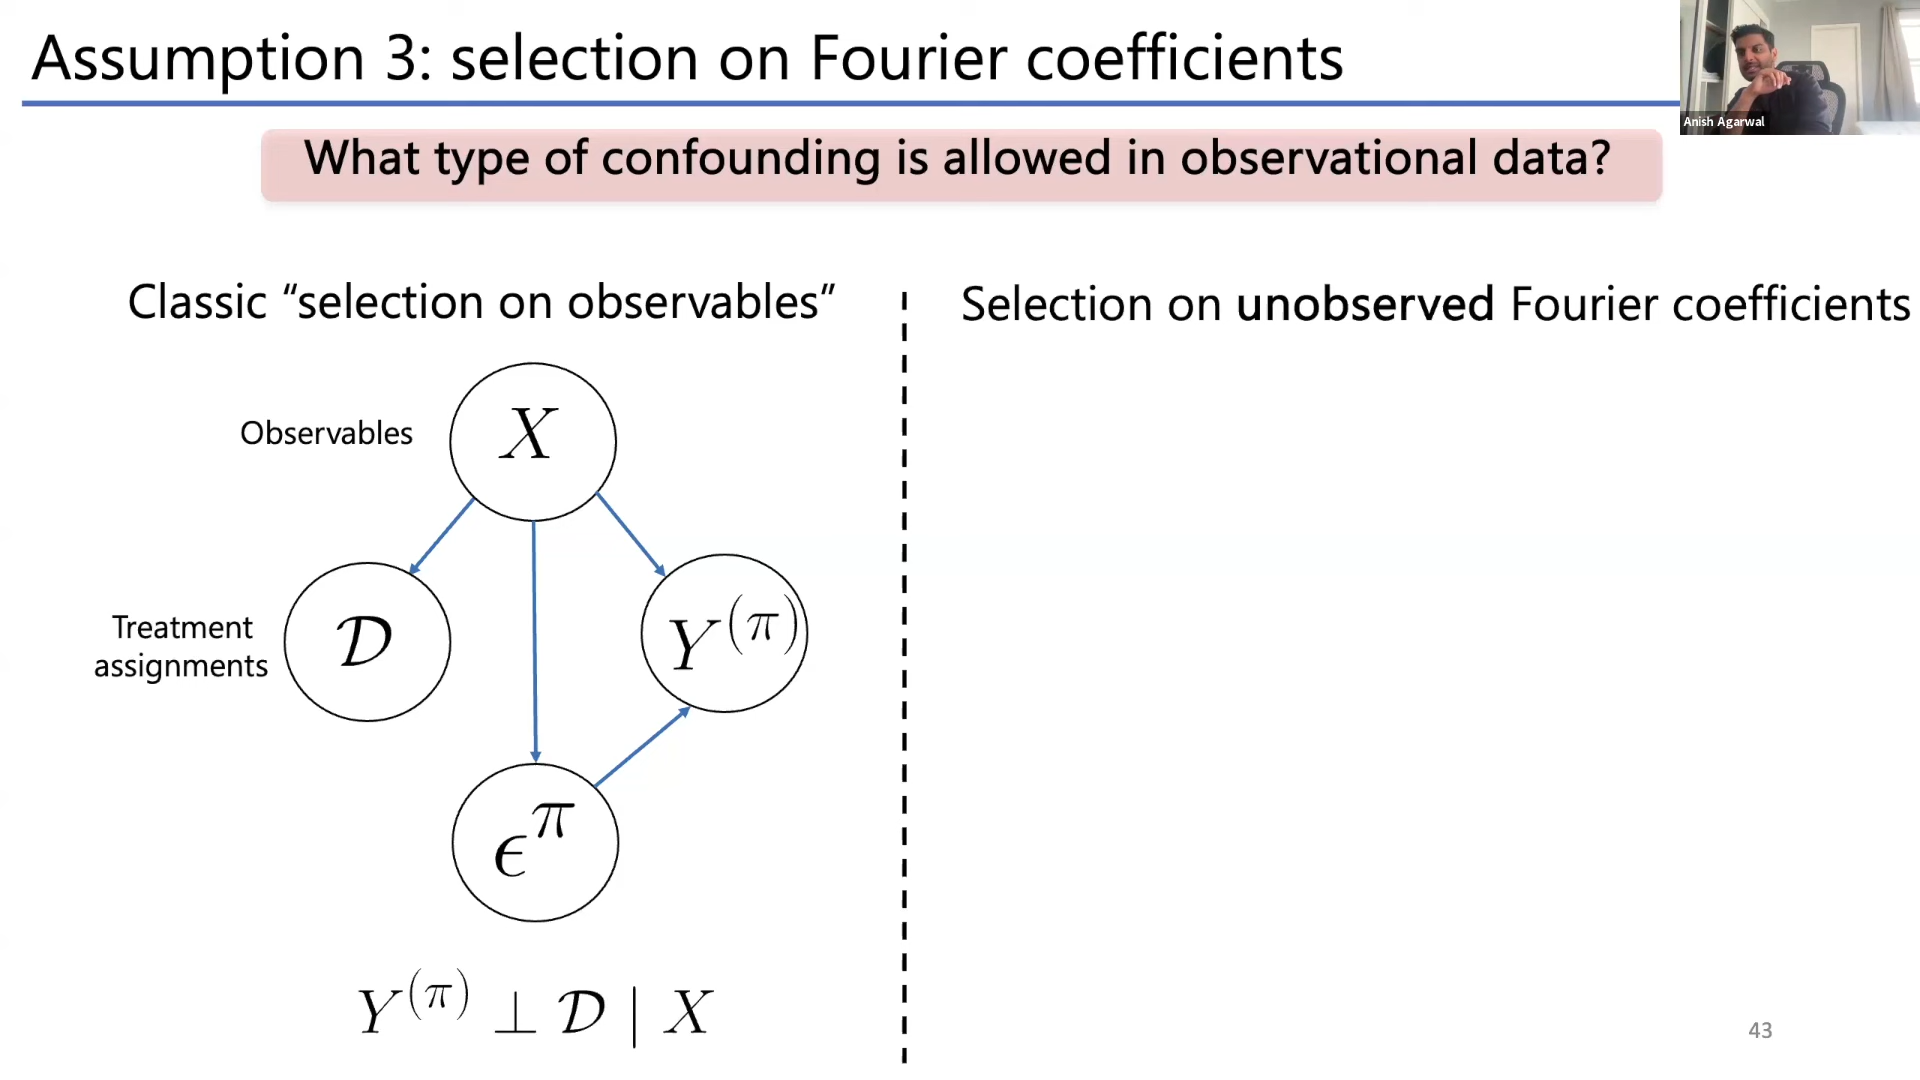 Assumption 3: selection on Fourier coefficients
Anish Agarwal
What type of confounding is allowed in observational data?
Classic “selection on observables”
Observables
X
Treatment
assignments
𝒟
Y^(π)
ϵ^π
Y^(π) ⊥ 𝒟 | X
Selection on unobserved Fourier coefficients
43